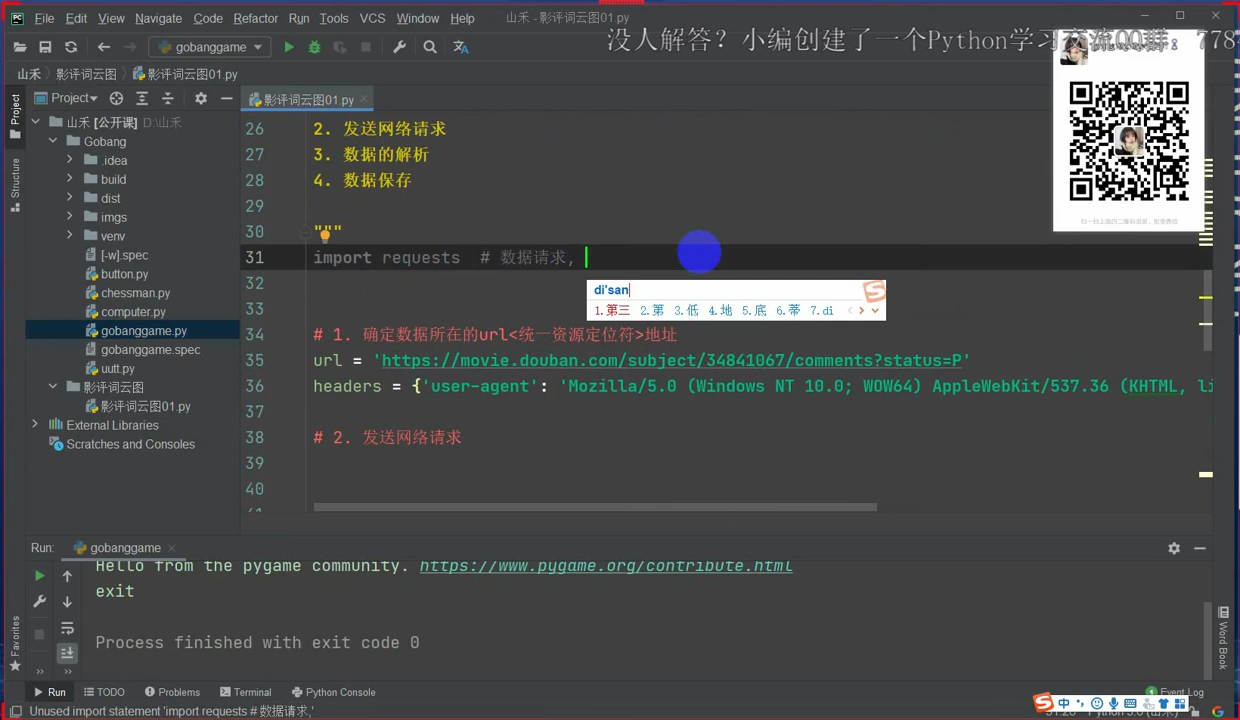 File Edit View Navigate Code Refactor Run Tools VCS Window Help 山禾 - 影评词云图01.py
没人解答？小编创建了一个Python学习交流QQ群：778
gobanggame
山禾 影评词云图 影评词云图01.py
Project 影评词云图01.py
山禾 [公开课] D:\山禾
Gobang
.idea
build
dist
imgs
venv
[-w].spec
button.py
chessman.py
computer.py
gobanggame.py
gobanggame.spec
uutt.py
影评词云图
影评词云图01.py
External Libraries
Scratches and Consoles
Project
Structure
Favorites
26 2. 发送网络请求
27 3. 数据的解析
28 4. 数据保存
29
30 """
31 import requests # 数据请求,
di'san
1.第三 2.第 3.低 4.地 5.底 6.蒂 7.di
32
33
34 # 1. 确定数据所在的url<统一资源定位符>地址
35 url = 'https://movie.douban.com/subject/34841067/comments?status=P'
36 headers = {'user-agent': 'Mozilla/5.0 (Windows NT 10.0; WOW64) AppleWebKit/537.36 (KHTML, li
37
38 # 2. 发送网络请求
39
40
Run: gobanggame
Hello from the pygame community. https://www.pygame.org/contribute.html
exit
Process finished with exit code 0
Word Book
Run TODO Problems Terminal Python Console Event Log
Unused import statement 'import requests # 数据请求,'
中